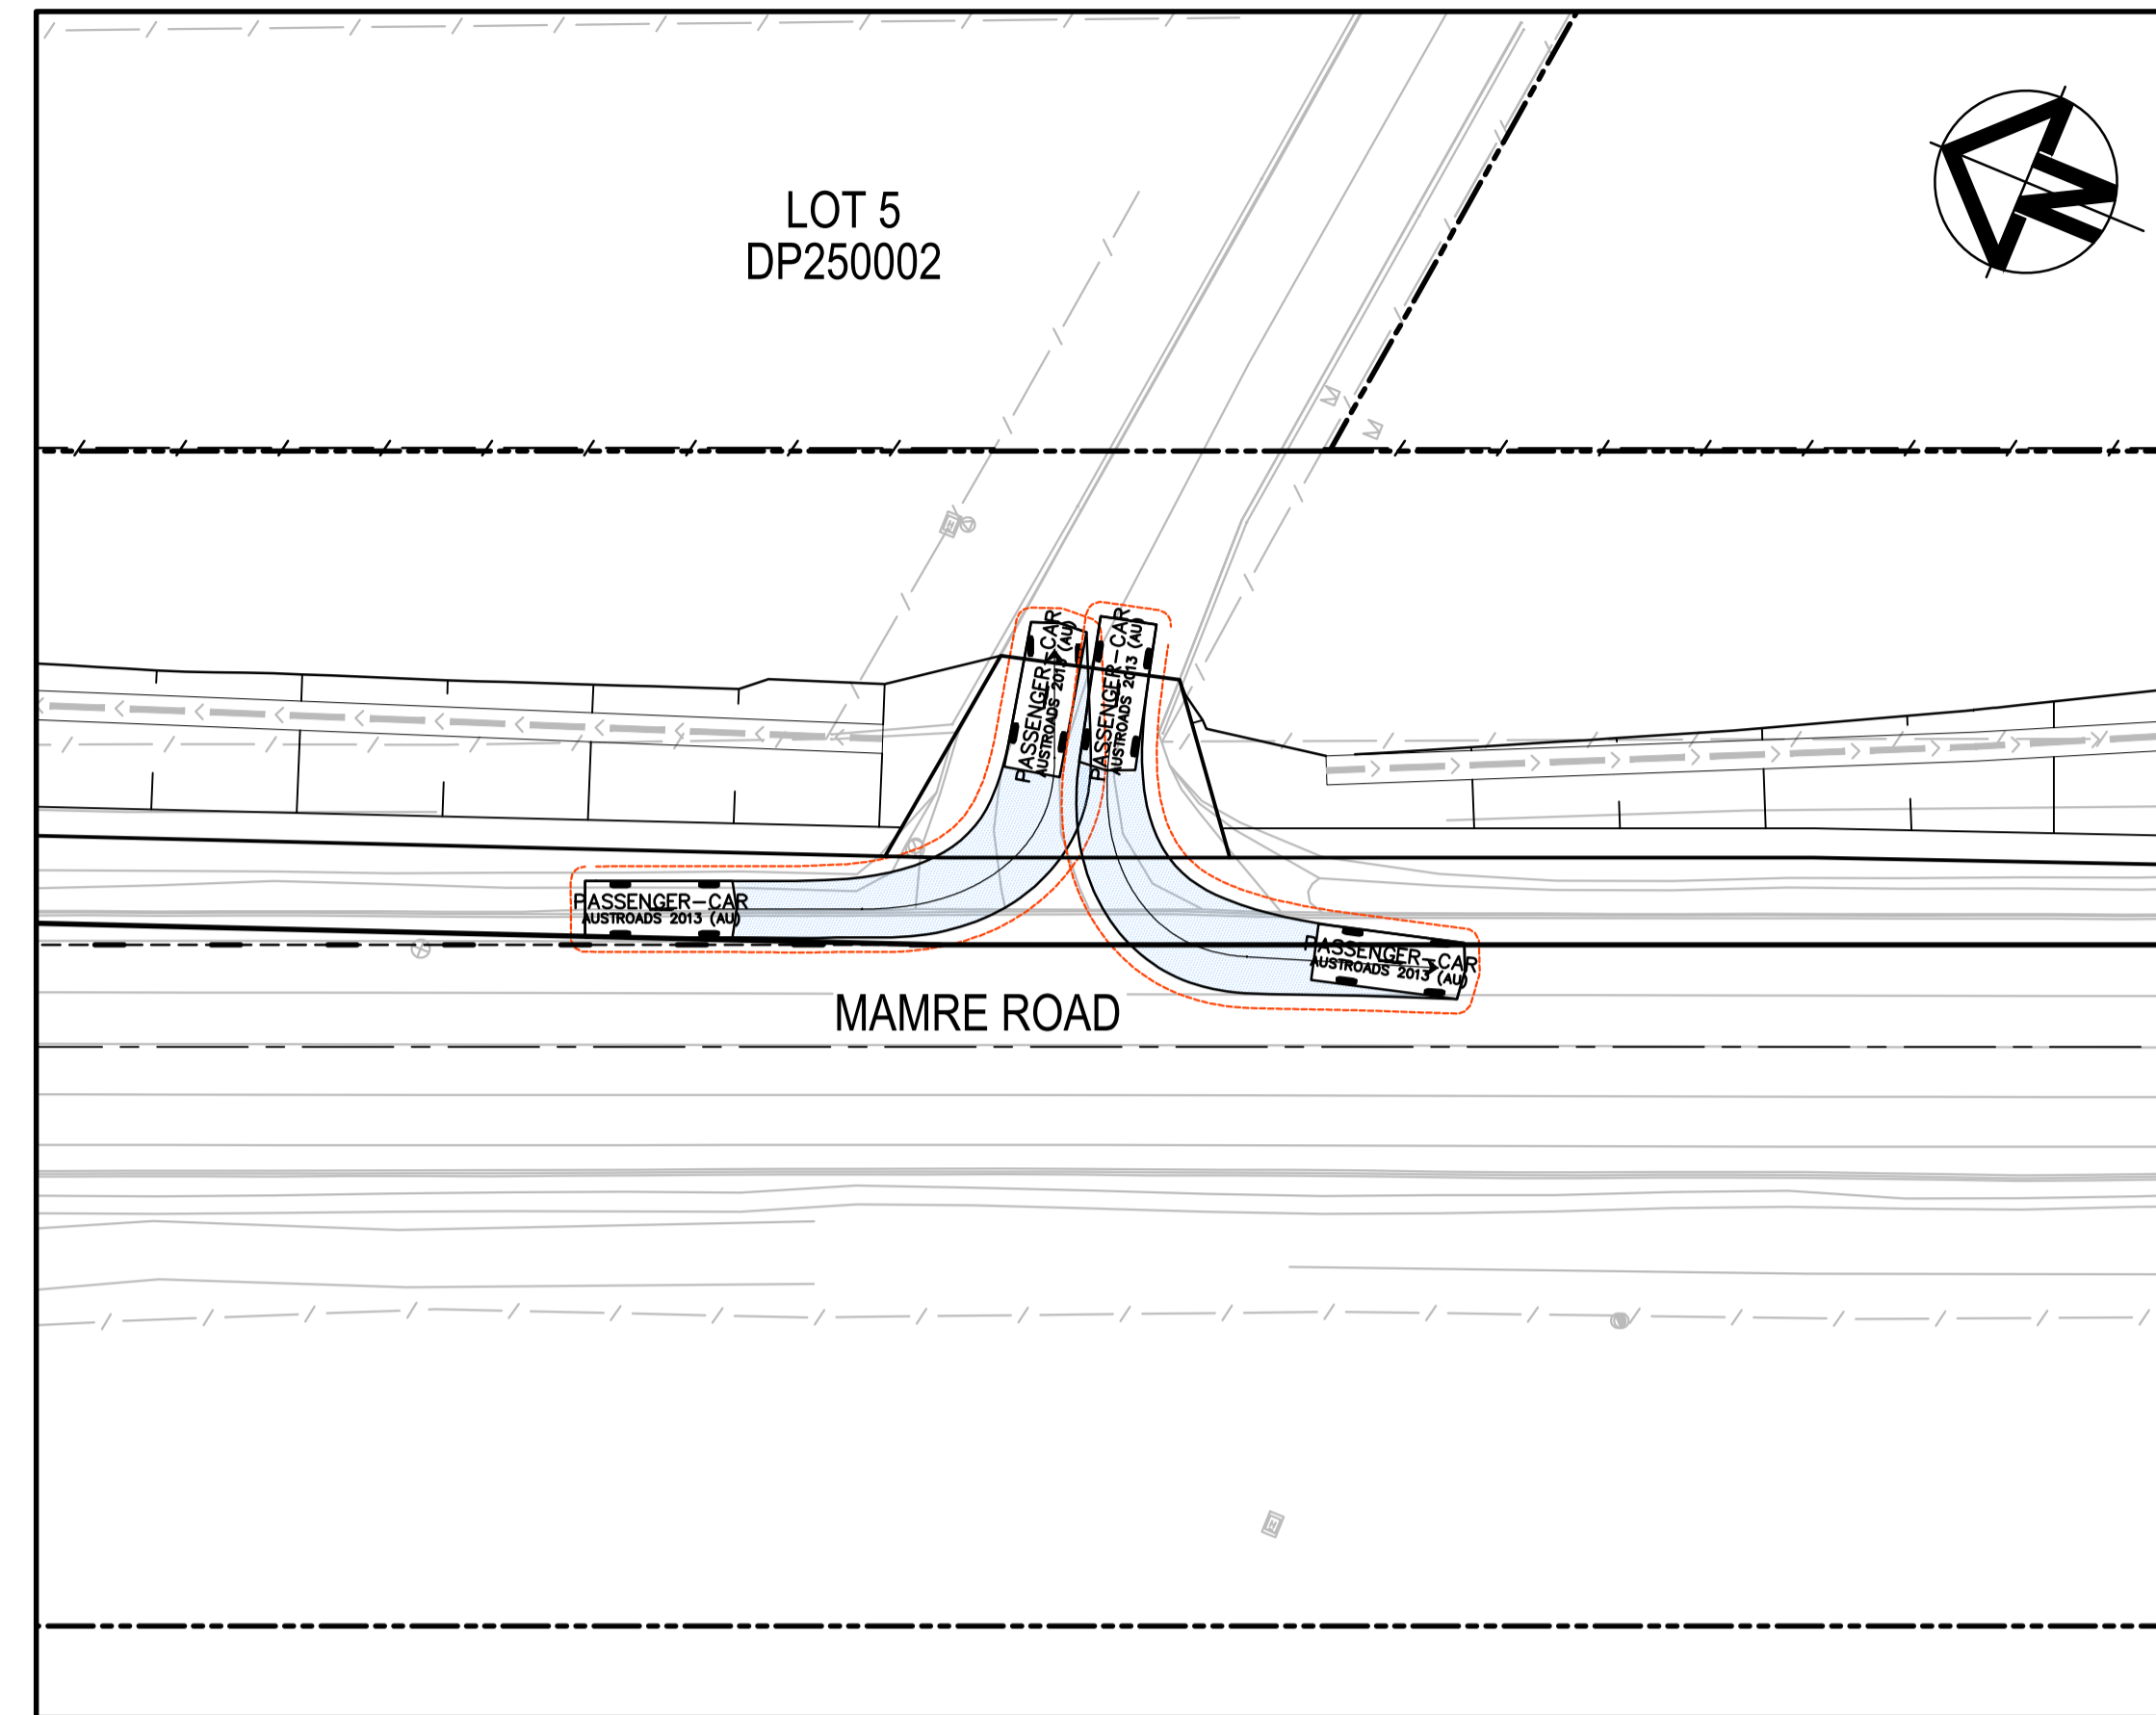 LOT 5
DP250002
PASSENGER-CAR
AUSTROADS 2013 (AU)
PASSENGER-CAR
AUSTROADS 2013 (AU)
PASSENGER-CAR
AUSTROADS 2013 (AU)
PASSENGER-CAR
AUSTROADS 2013 (AU)
MAMRE ROAD